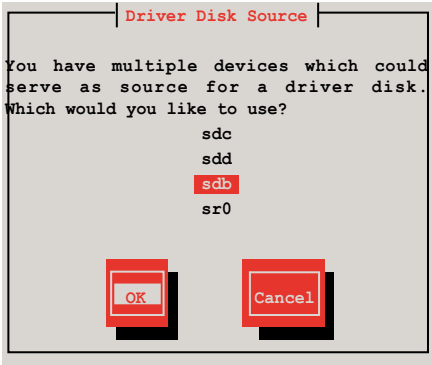 Driver Disk Source
You have multiple devices which could
serve as source for a driver disk.
Which would you like to use?
sdc
sdd
sdb
sr0
OK
Cancel